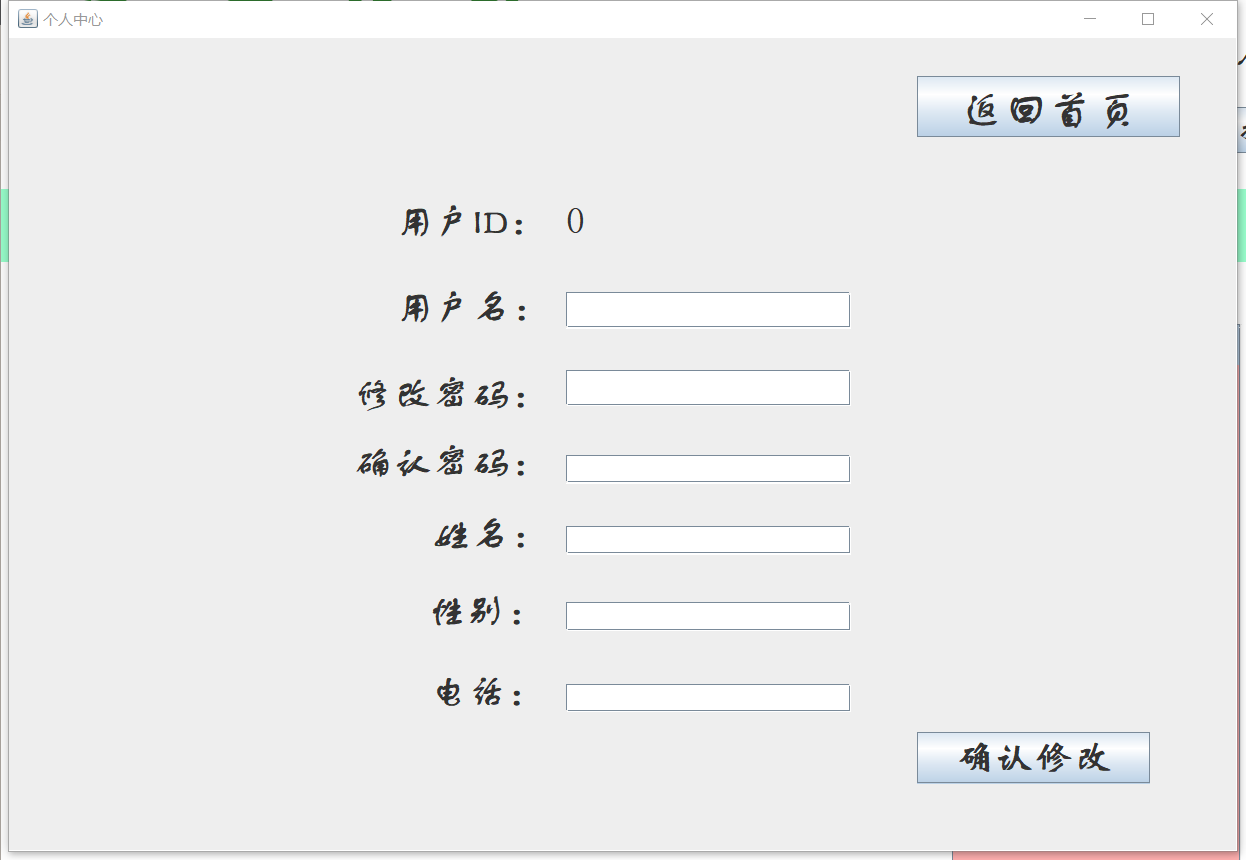 个人中心
返回首页
用户ID： 0
用户名：
修改密码：
确认密码：
姓名：
性别：
电话：
确认修改